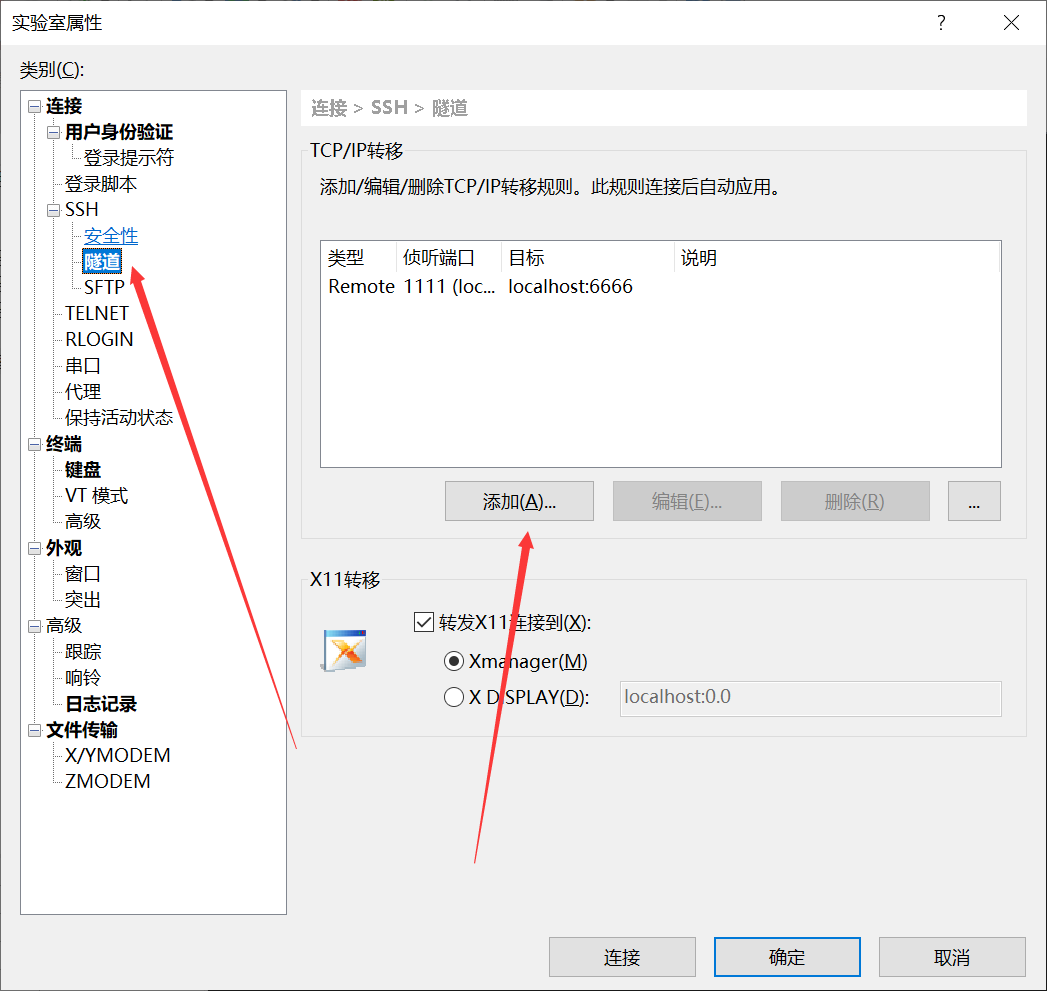 实验室属性
?
类别(C):
连接
用户身份验证
登录提示符
登录脚本
SSH
安全性
隧道
SFTP
TELNET
RLOGIN
串口
代理
保持活动状态
终端
键盘
VT 模式
高级
外观
窗口
突出
高级
跟踪
响铃
日志记录
文件传输
X/YMODEM
ZMODEM
连接 > SSH > 隧道
TCP/IP转移
添加/编辑/删除TCP/IP转移规则。此规则连接后自动应用。
类型 侦听端口 目标 说明
Remote 1111 (loc... localhost:6666
添加(A)... 编辑(E)... 删除(R) ...
X11转移
转发X11连接到(X):
Xmanager(M)
X DISPLAY(D): localhost:0.0
连接 确定 取消